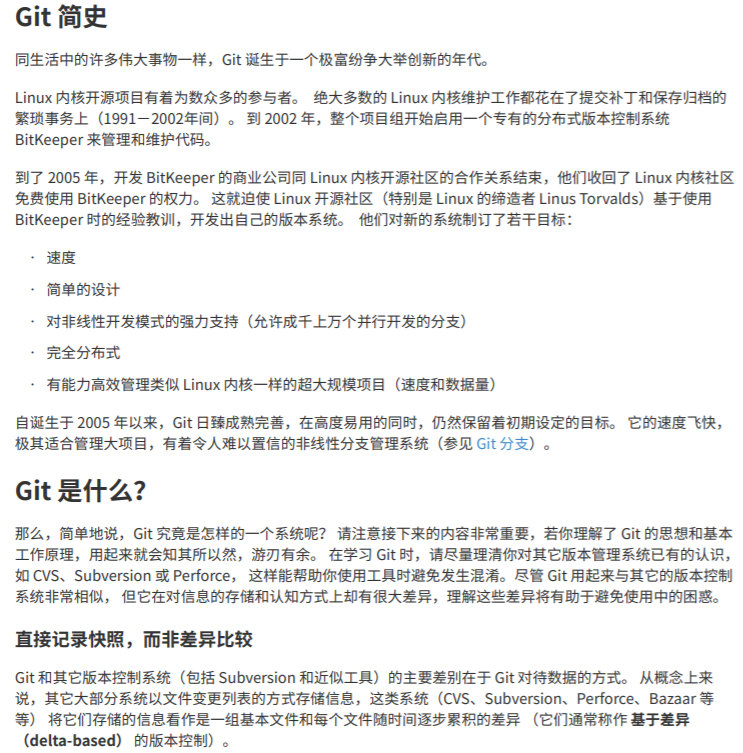 Git 简史
同生活中的许多伟大事物一样，Git 诞生于一个极富纷争大举创新的年代。
Linux 内核开源项目有着为数众多的参与者。 绝大多数的 Linux 内核维护工作都花在了提交补丁和保存归档的
繁琐事务上（1991－2002年间）。 到 2002 年，整个项目组开始启用一个专有的分布式版本控制系统
BitKeeper 来管理和维护代码。
到了 2005 年，开发 BitKeeper 的商业公司同 Linux 内核开源社区的合作关系结束，他们收回了 Linux 内核社区
免费使用 BitKeeper 的权力。 这就迫使 Linux 开源社区（特别是 Linux 的缔造者 Linus Torvalds）基于使用
BitKeeper 时的经验教训，开发出自己的版本系统。 他们对新的系统制订了若干目标：
· 速度
· 简单的设计
· 对非线性开发模式的强力支持（允许成千上万个并行开发的分支）
· 完全分布式
· 有能力高效管理类似 Linux 内核一样的超大规模项目（速度和数据量）
自诞生于 2005 年以来，Git 日臻成熟完善，在高度易用的同时，仍然保留着初期设定的目标。 它的速度飞快，
极其适合管理大项目，有着令人难以置信的非线性分支管理系统（参见 Git 分支）。
Git 是什么？
那么，简单地说，Git 究竟是怎样的一个系统呢？ 请注意接下来的内容非常重要，若你理解了 Git 的思想和基本
工作原理，用起来就会知其所以然，游刃有余。 在学习 Git 时，请尽量理清你对其它版本管理系统已有的认识，
如 CVS、Subversion 或 Perforce， 这样能帮助你使用工具时避免发生混淆。尽管 Git 用起来与其它的版本控制
系统非常相似， 但它在对信息的存储和认知方式上却有很大差异，理解这些差异将有助于避免使用中的困惑。
直接记录快照，而非差异比较
Git 和其它版本控制系统（包括 Subversion 和近似工具）的主要差别在于 Git 对待数据的方式。 从概念上来
说，其它大部分系统以文件变更列表的方式存储信息，这类系统（CVS、Subversion、Perforce、Bazaar 等
等） 将它们存储的信息看作是一组基本文件和每个文件随时间逐步累积的差异 （它们通常称作 基于差异
（delta-based） 的版本控制）。